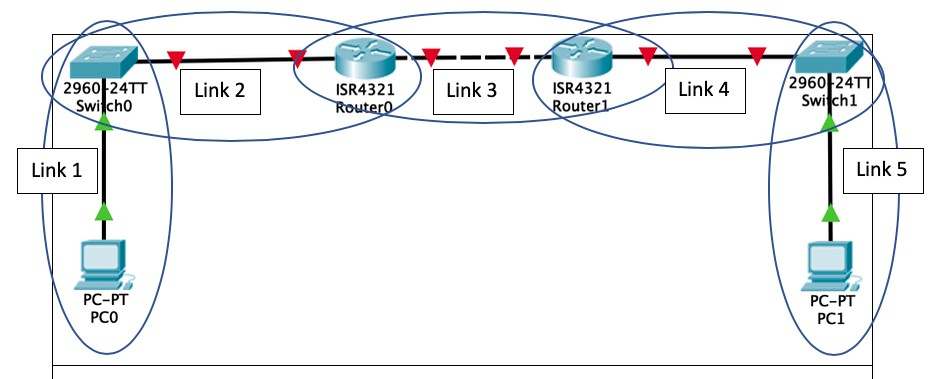 2960-24TT
Switch0
Link 2
ISR4321
Router0
Link 3
ISR4321
Router1
Link 4
2960-24TT
Switch1
Link 1
Link 5
PC-PT
PC0
PC-PT
PC1